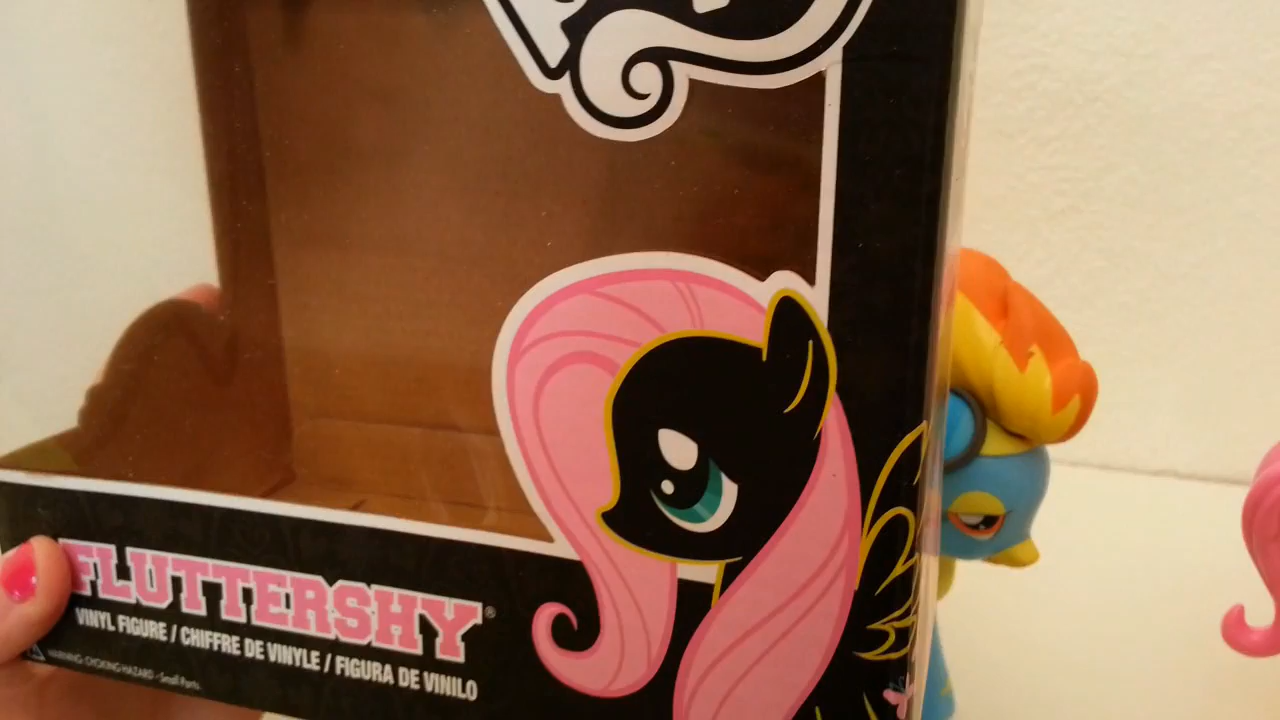 FLUTTERSHY®
VINYL FIGURE / CHIFFRE DE VINYLE / FIGURA DE VINILO
WARNING: CHOKING HAZARD - Small Parts.